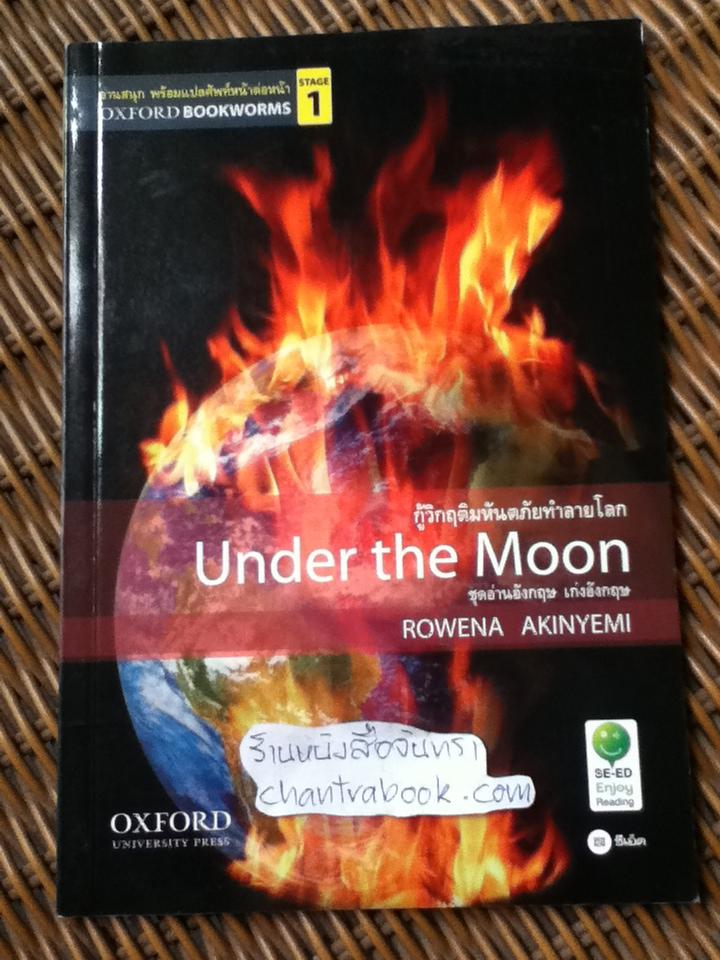 อ่านสนุก พร้อมแปลศัพท์หน้าต่อหน้า
OXFORD BOOKWORMS
STAGE
1
กู้วิกฤติมหันตภัยทำลายโลก
Under the Moon
ชุดอ่านอังกฤษ เก่งอังกฤษ
ROWENA AKINYEMI
ร้านหนังสือจันทรา
chantrabook.com
SE-ED
Enjoy
Reading
OXFORD
UNIVERSITY PRESS
ซีเอ็ด